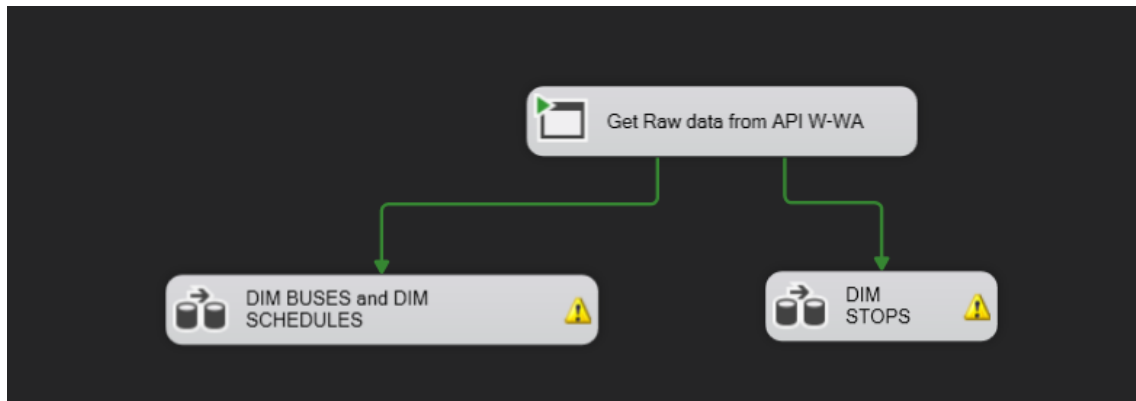 Get Raw data from API W-WA
DIM BUSES and DIM
SCHEDULES
DIM
STOPS